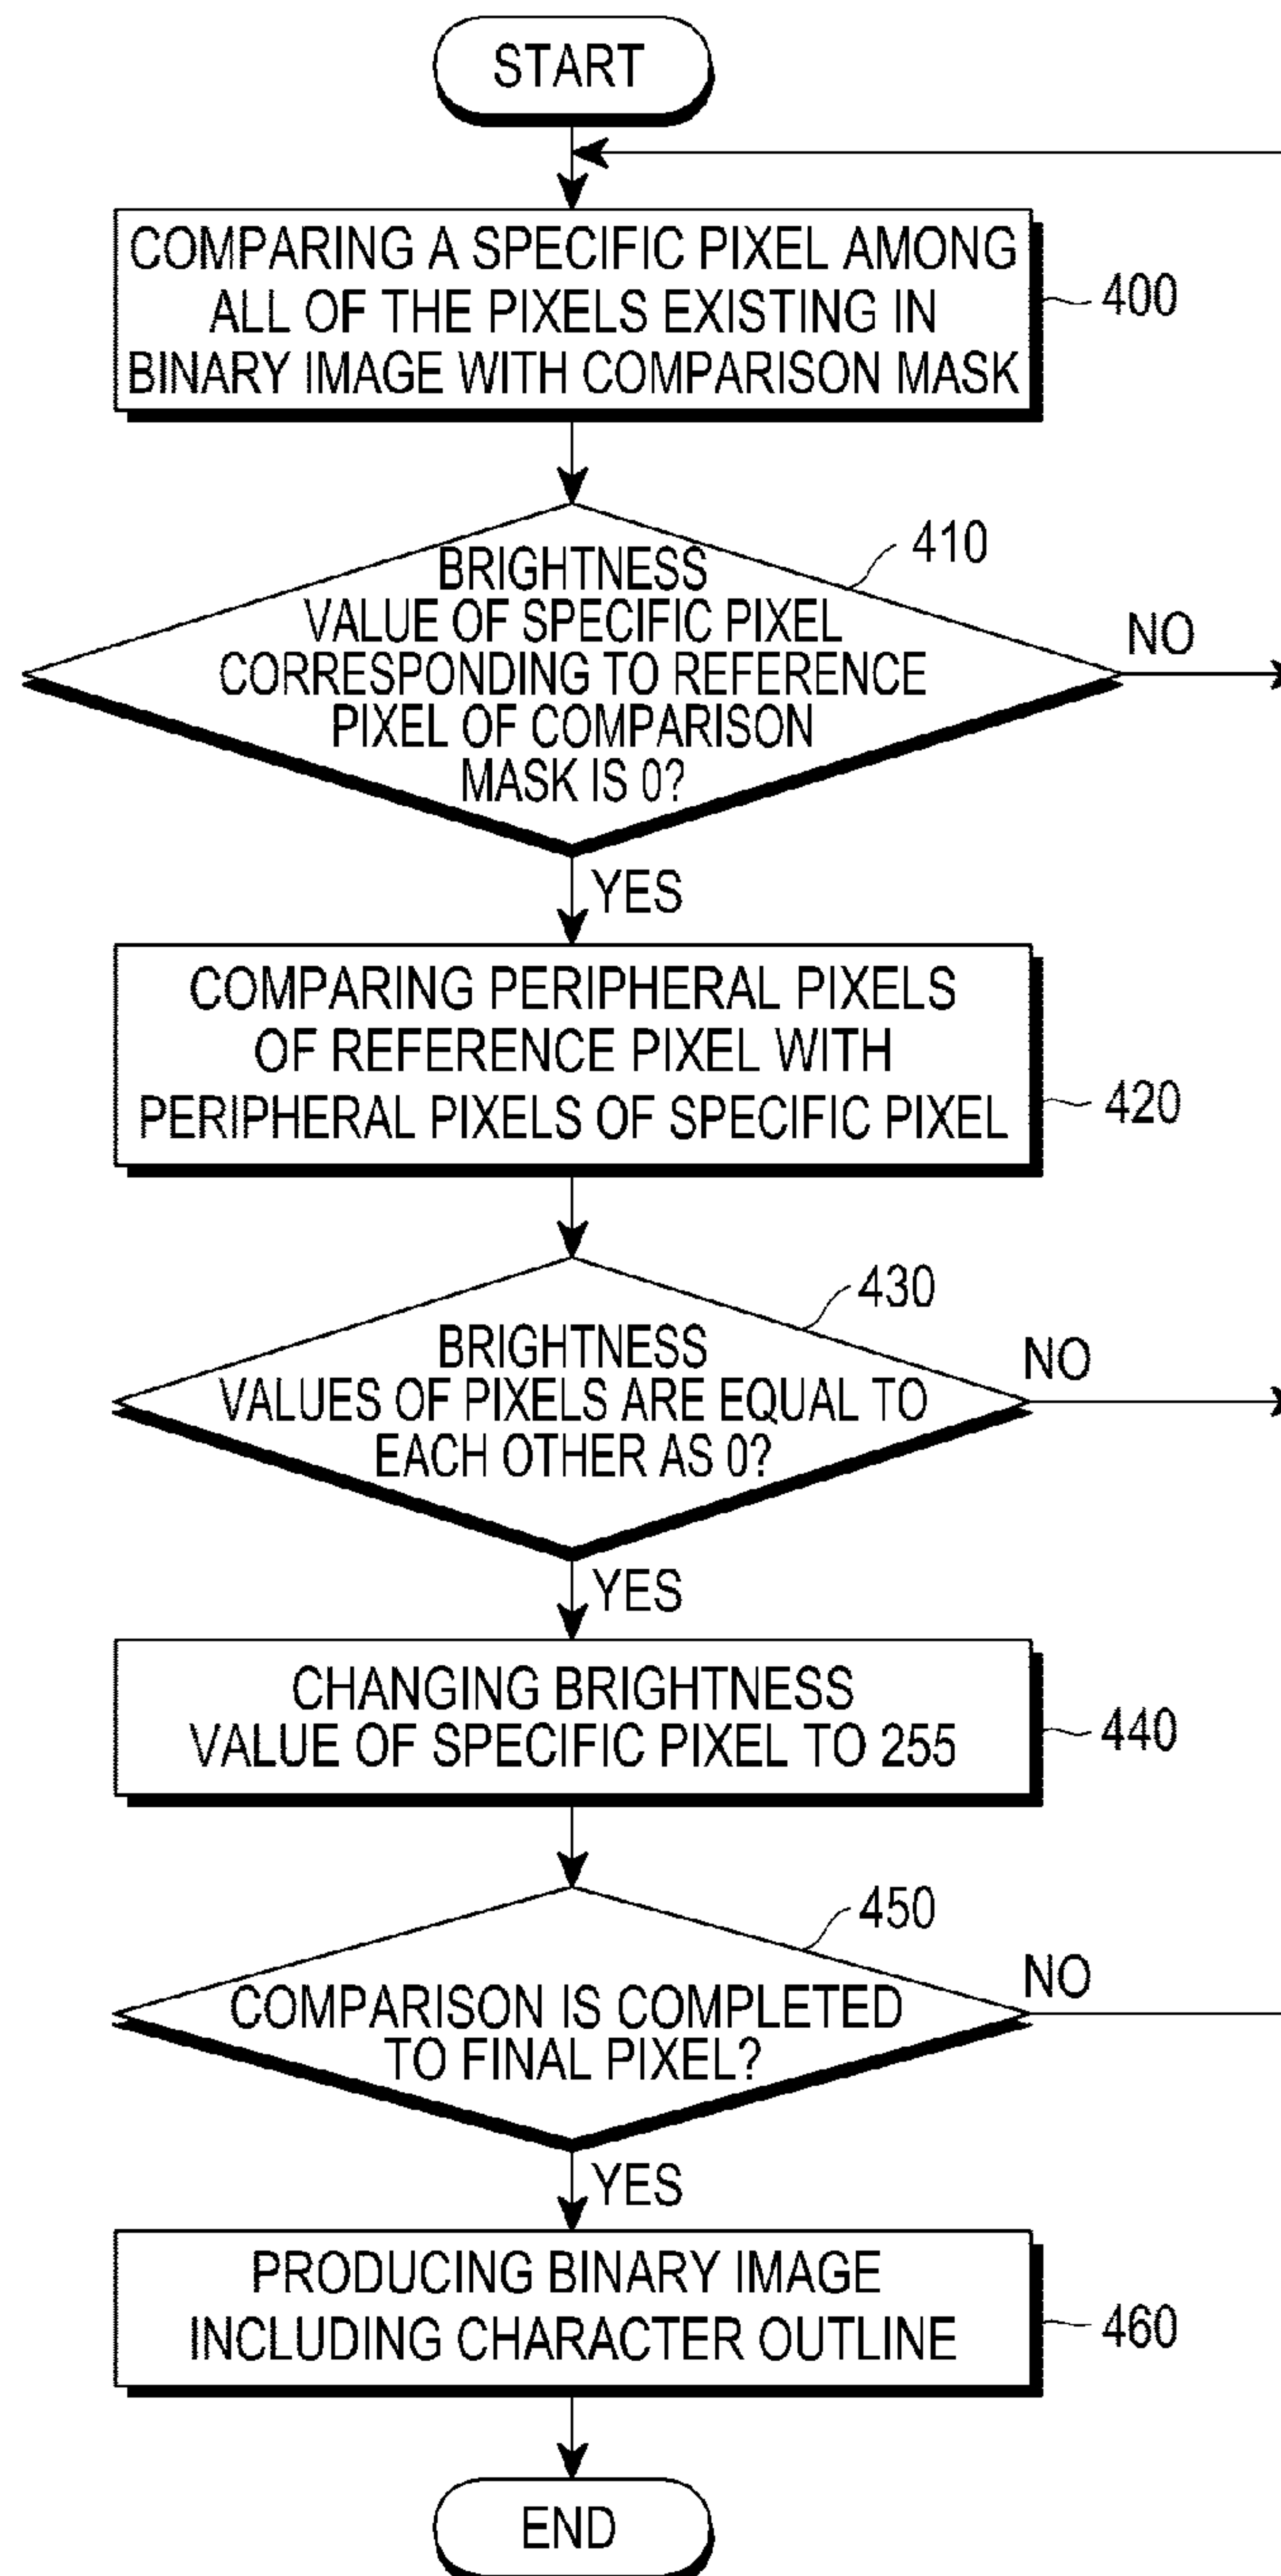 START
COMPARING A SPECIFIC PIXEL AMONG
ALL OF THE PIXELS EXISTING IN
BINARY IMAGE WITH COMPARISON MASK
400
410
BRIGHTNESS
VALUE OF SPECIFIC PIXEL
CORRESPONDING TO REFERENCE
PIXEL OF COMPARISON
MASK IS 0?
NO
YES
COMPARING PERIPHERAL PIXELS
OF REFERENCE PIXEL WITH
PERIPHERAL PIXELS OF SPECIFIC PIXEL
420
430
BRIGHTNESS
VALUES OF PIXELS ARE EQUAL TO
EACH OTHER AS 0?
NO
YES
CHANGING BRIGHTNESS
VALUE OF SPECIFIC PIXEL TO 255
440
450
COMPARISON IS COMPLETED
TO FINAL PIXEL?
NO
YES
PRODUCING BINARY IMAGE
INCLUDING CHARACTER OUTLINE
460
END